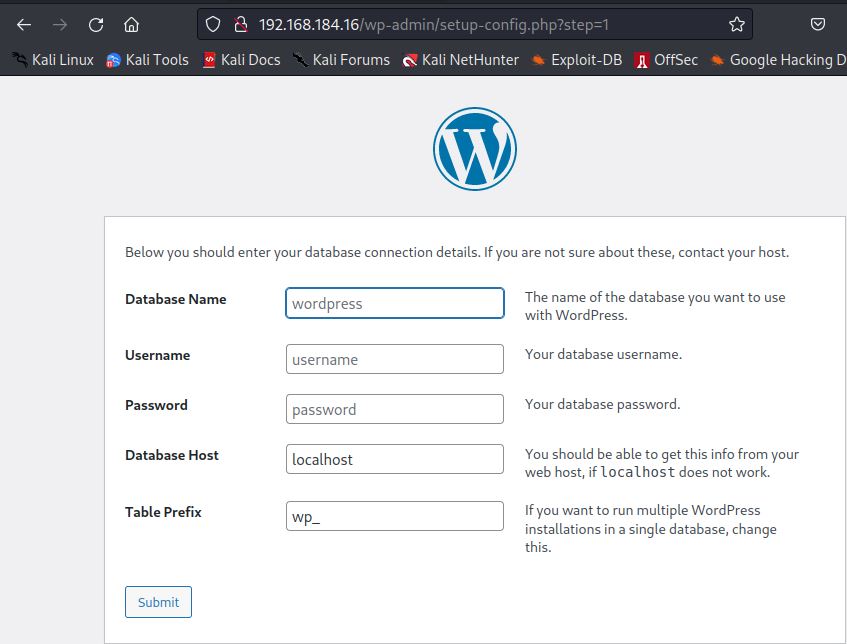 192.168.184.16/wp-admin/setup-config.php?step=1
Kali Linux Kali Tools Kali Docs Kali Forums Kali NetHunter Exploit-DB OffSec Google Hacking D
Below you should enter your database connection details. If you are not sure about these, contact your host.
Database Name
wordpress
The name of the database you want to use
with WordPress.
Username
username
Your database username.
Password
password
Your database password.
Database Host
localhost
You should be able to get this info from your
web host, if localhost does not work.
Table Prefix
wp_
If you want to run multiple WordPress
installations in a single database, change
this.
Submit